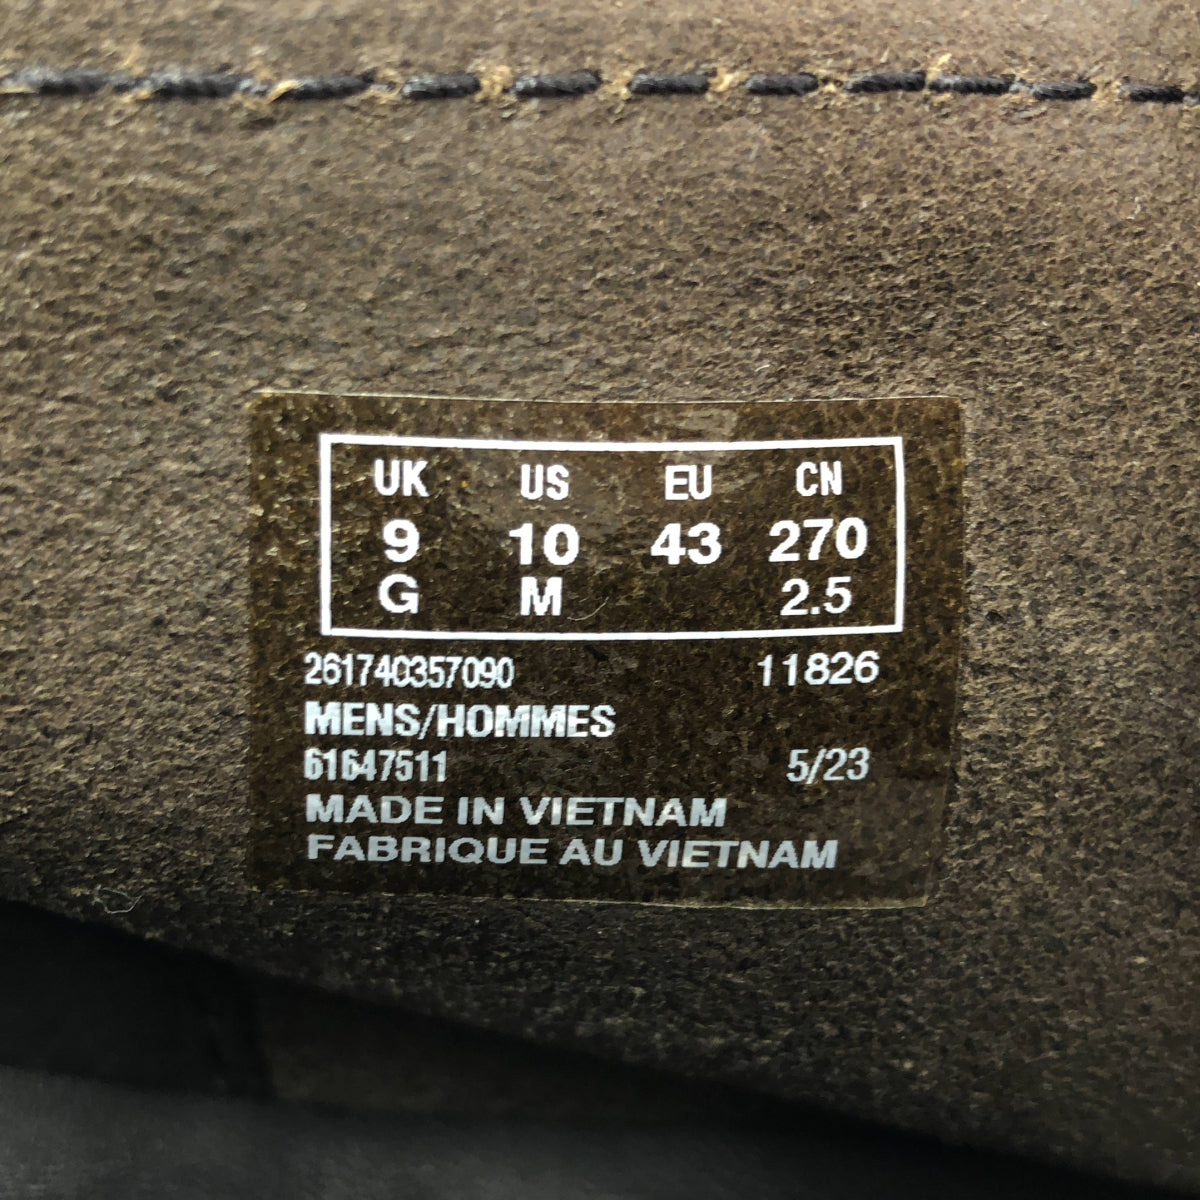 UK US EU CN
9 10 43 270
G M 2.5
261740357090 11826
MENS/HOMMES
61647511 5/23
MADE IN VIETNAM
FABRIQUE AU VIETNAM